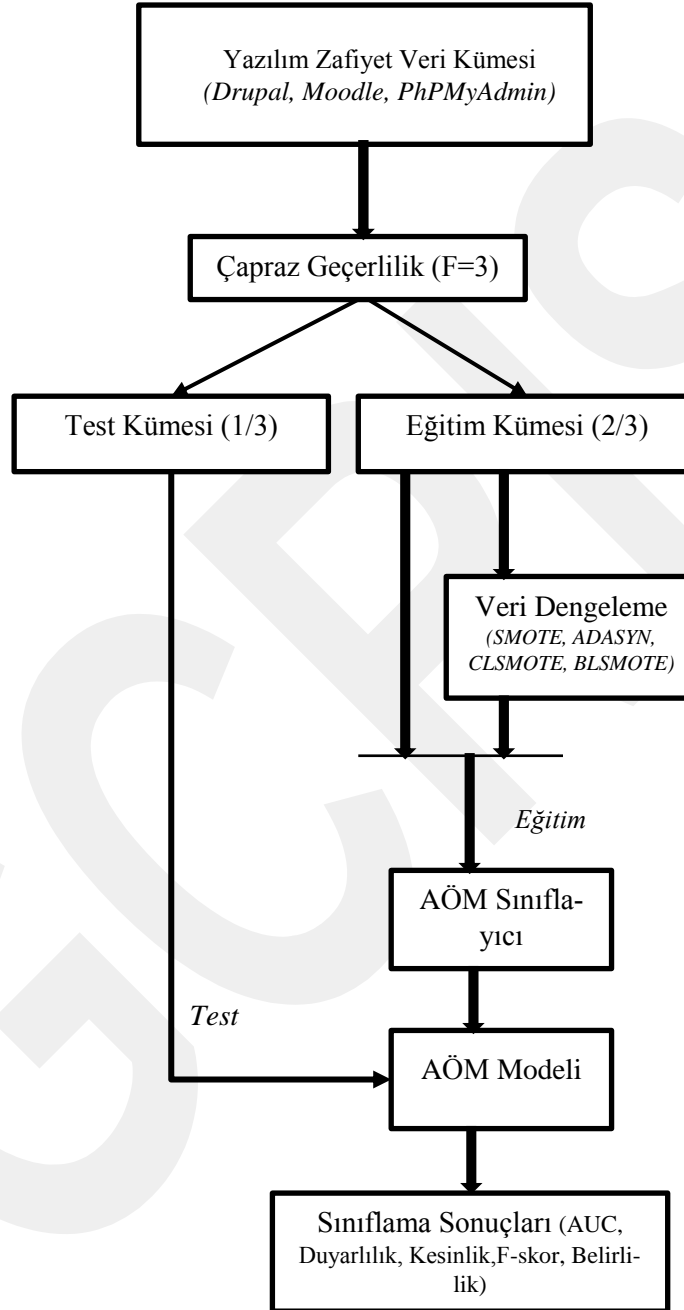 Yazılım Zafiyet Veri Kümesi
(Drupal, Moodle, PhPMyAdmin)
Çapraz Geçerlilik (F=3)
Test Kümesi (1/3)
Eğitim Kümesi (2/3)
Veri Dengeleme
(SMOTE, ADASYN,
CLSMOTE, BLSMOTE)
Eğitim
AÖM Sınıfla-
yıcı
Test
AÖM Modeli
Sınıflama Sonuçları (AUC,
Duyarlılık, Kesinlik,F-skor, Belirli-
lik)